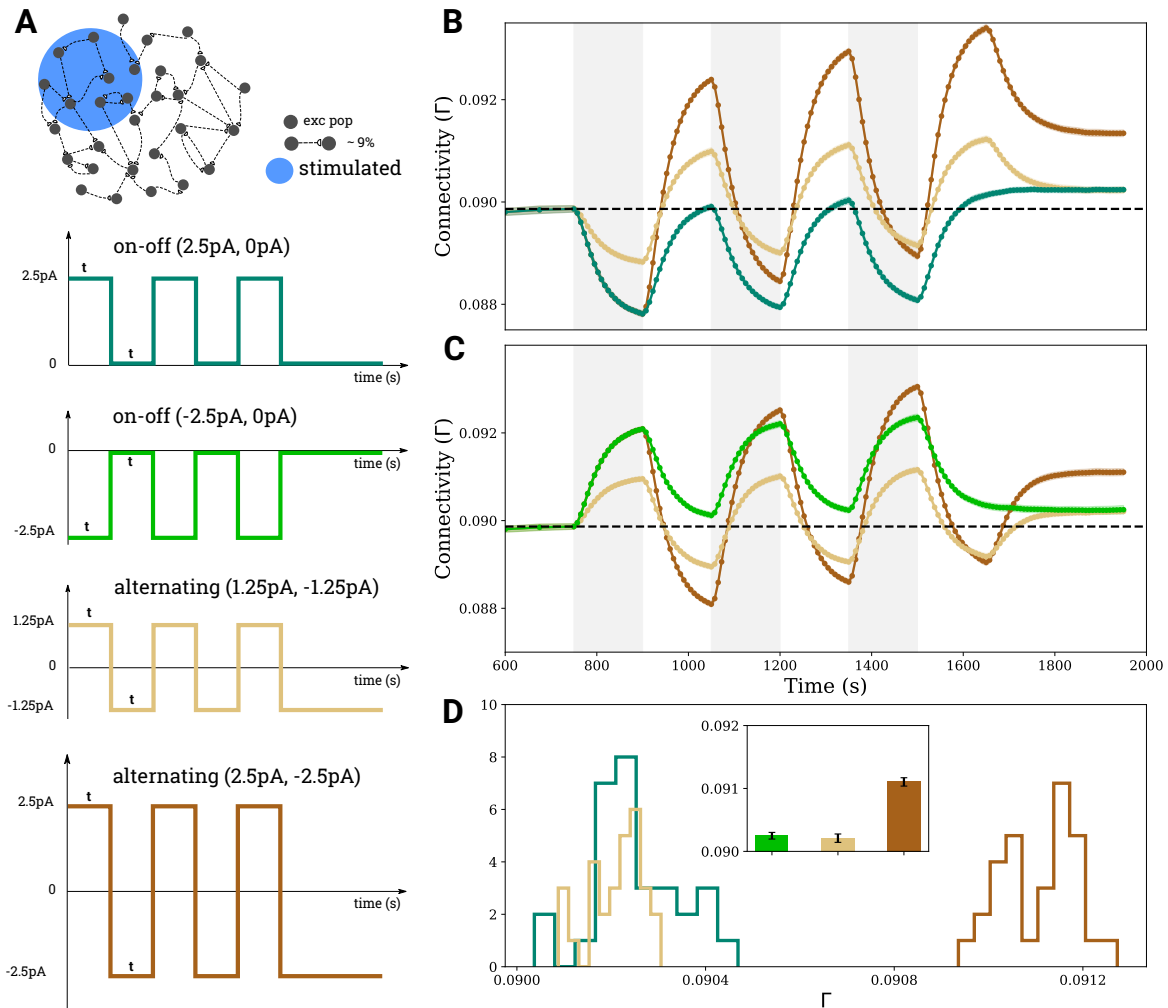 A
exc pop
~ 9%
stimulated
on-off (2.5pA, 0pA)
t
2.5pA
t
0
time (s)
on-off (-2.5pA, 0pA)
0
t
time (s)
t
-2.5pA
alternating (1.25pA, -1.25pA)
t
1.25pA
0
time (s)
t
-1.25pA
alternating (2.5pA, -2.5pA)
t
2.5pA
0
time (s)
t
-2.5pA
B
Connectivity (Γ)
0.092
0.090
0.088
C
Connectivity (Γ)
0.092
0.090
0.088
600 800 1000 1200 1400 1600 1800 2000
Time (s)
D
10
8
6
4
2
0
0.092
0.091
0.090
0.0900 0.0904 0.0908 0.0912
Γ